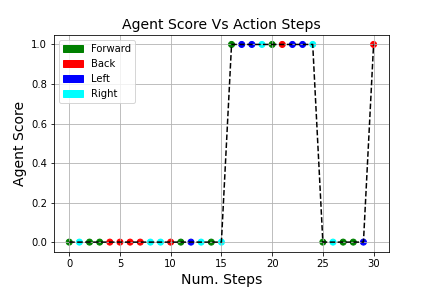 Agent Score Vs Action Steps
Agent Score
1.0
0.8
0.6
0.4
0.2
0.0
Forward
Back
Left
Right
0 5 10 15 20 25 30
Num. Steps